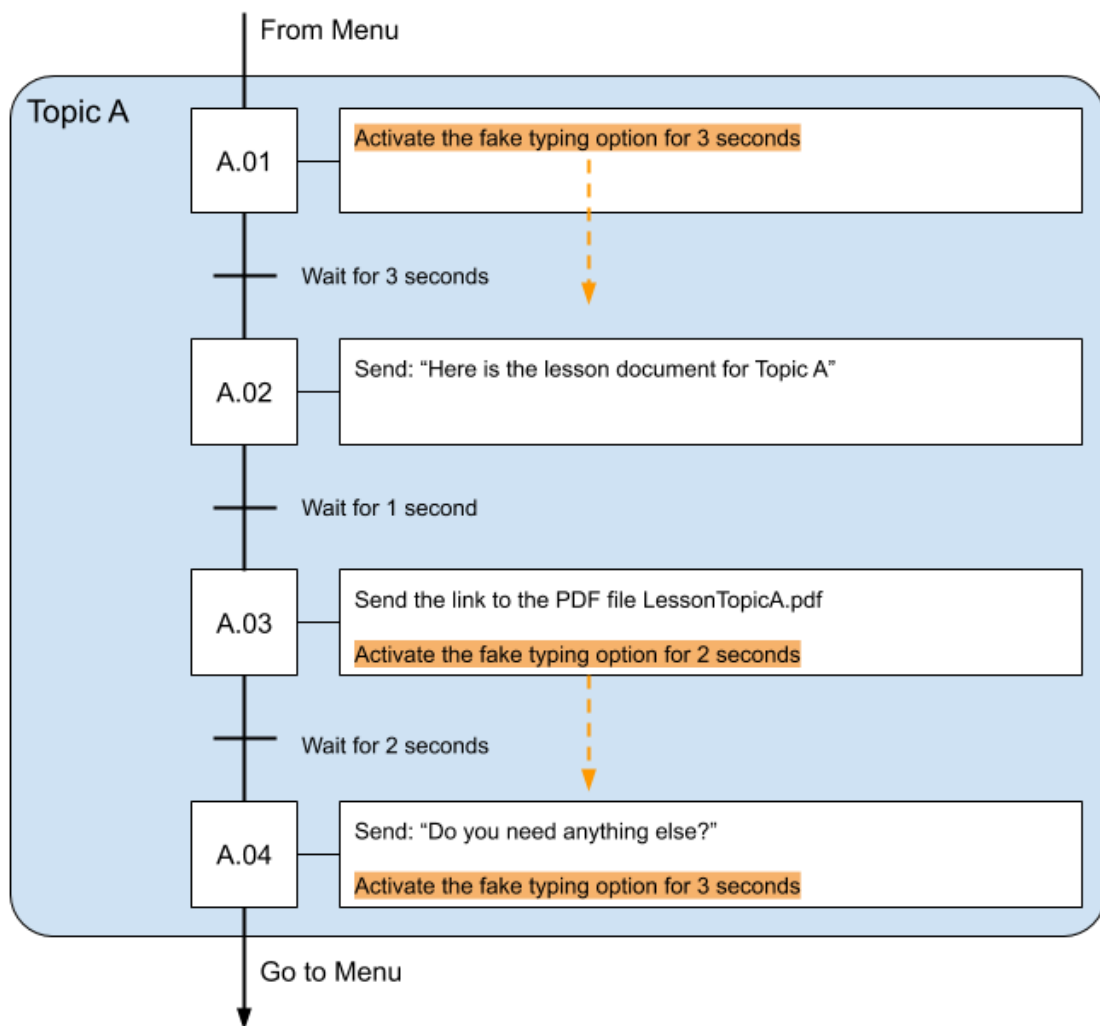 From Menu
Topic A
A.01
Activate the fake typing option for 3 seconds
Wait for 3 seconds
A.02
Send: “Here is the lesson document for Topic A”
Wait for 1 second
A.03
Send the link to the PDF file LessonTopicA.pdf
Activate the fake typing option for 2 seconds
Wait for 2 seconds
A.04
Send: “Do you need anything else?”
Activate the fake typing option for 3 seconds
Go to Menu